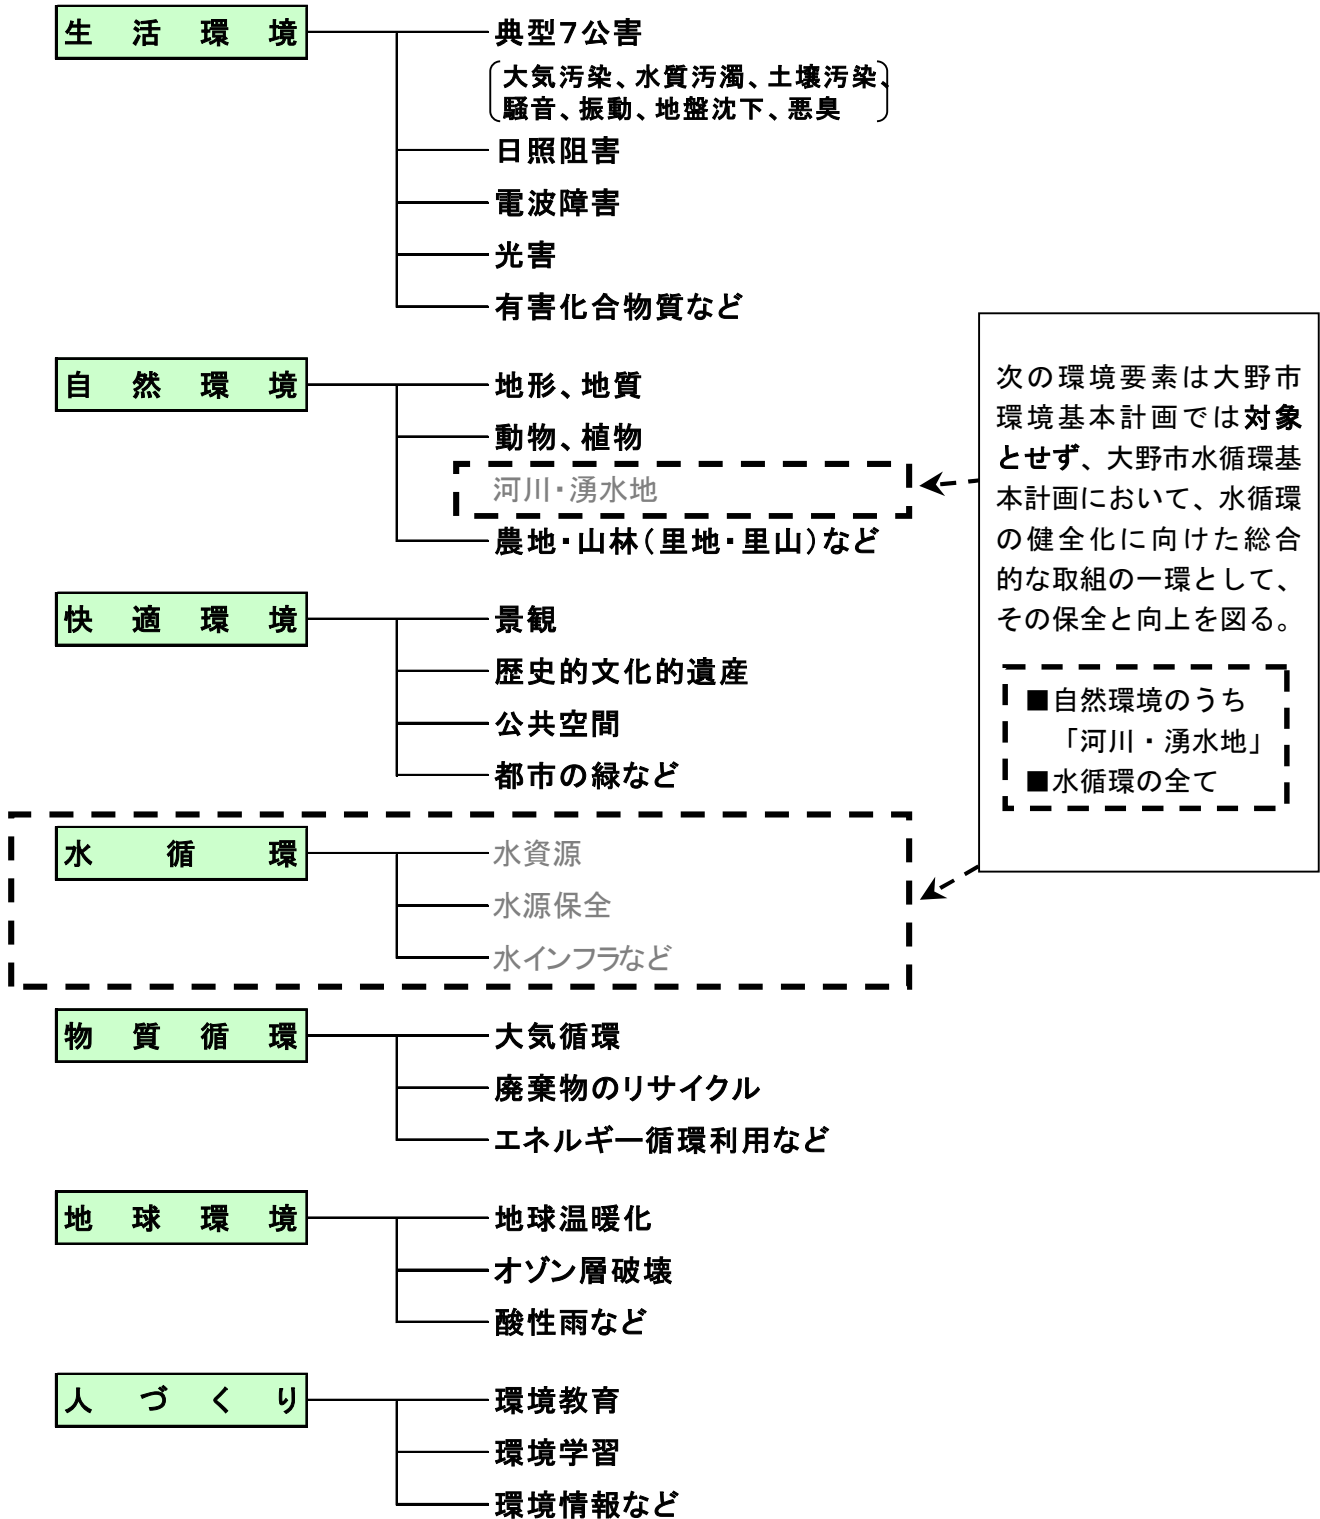 生活環境
典型7公害
大気汚染、水質汚濁、土壌汚染、
騒音、振動、地盤沈下、悪臭
日照阻害
電波障害
光害
有害化合物質など
自然環境
地形、地質
動物、植物
河川・湧水地
農地・山林(里地・里山)など
快適環境
景観
歴史的文化的遺産
公共空間
都市の緑など
水循環
水資源
水源保全
水インフラなど
物質循環
大気循環
廃棄物のリサイクル
エネルギー循環利用など
地球環境
地球温暖化
オゾン層破壊
酸性雨など
人づくり
環境教育
環境学習
環境情報など
次の環境要素は大野市
環境基本計画では対象
とせず、大野市水循環基
本計画において、水循環
の健全化に向けた総合
的な取組の一環として、
その保全と向上を図る。
■自然環境のうち
「河川・湧水地」
■水循環の全て